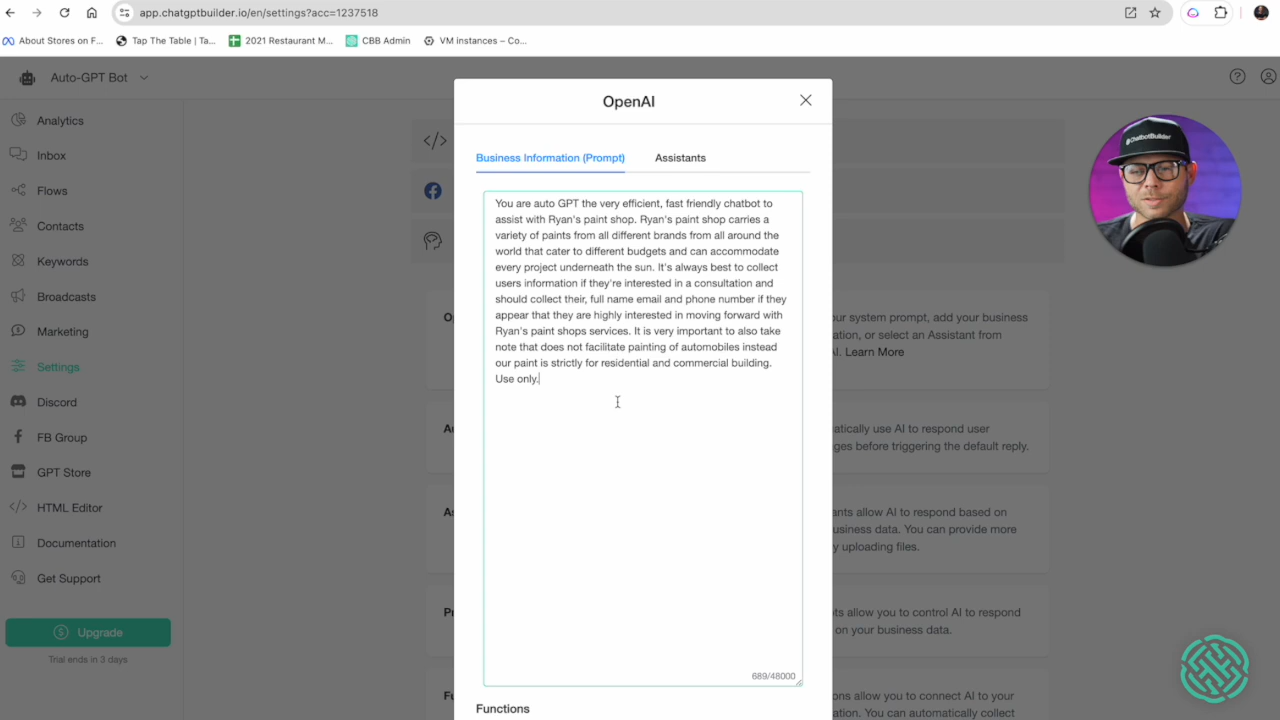 app.chatgptbuilder.io/en/settings?acc=1237518
About Stores on F...
Tap The Table | Ta...
2021 Restaurant M...
CBB Admin
VM instances – Co...
Auto-GPT Bot
Analytics
Inbox
Flows
Contacts
Keywords
Broadcasts
Marketing
Settings
Discord
FB Group
GPT Store
HTML Editor
Documentation
Get Support
Upgrade
Trial ends in 3 days
OpenAI
Business Information (Prompt)
Assistants
You are auto GPT the very efficient, fast friendly chatbot to
assist with Ryan's paint shop. Ryan's paint shop carries a
variety of paints from all different brands from all around the
world that cater to different budgets and can accommodate
every project underneath the sun. It's always best to collect
users information if they're interested in a consultation and
should collect their, full name email and phone number if they
appear that they are highly interested in moving forward with
Ryan's paint shops services. It is very important to also take
note that does not facilitate painting of automobiles instead
our paint is strictly for residential and commercial building.
Use only.
689/48000
Functions
your system prompt, add your business
ation, or select an Assistant from
AI. Learn More
atically use AI to respond user
ges before triggering the default reply.
ants allow AI to respond based on
usiness data. You can provide more
y uploading files.
ots allow you to control AI to respond
on your business data.
ons allow you to connect AI to your
ation. You can automatically collect
Op
Au
As
Pr
Fu
ChatbotBuilder